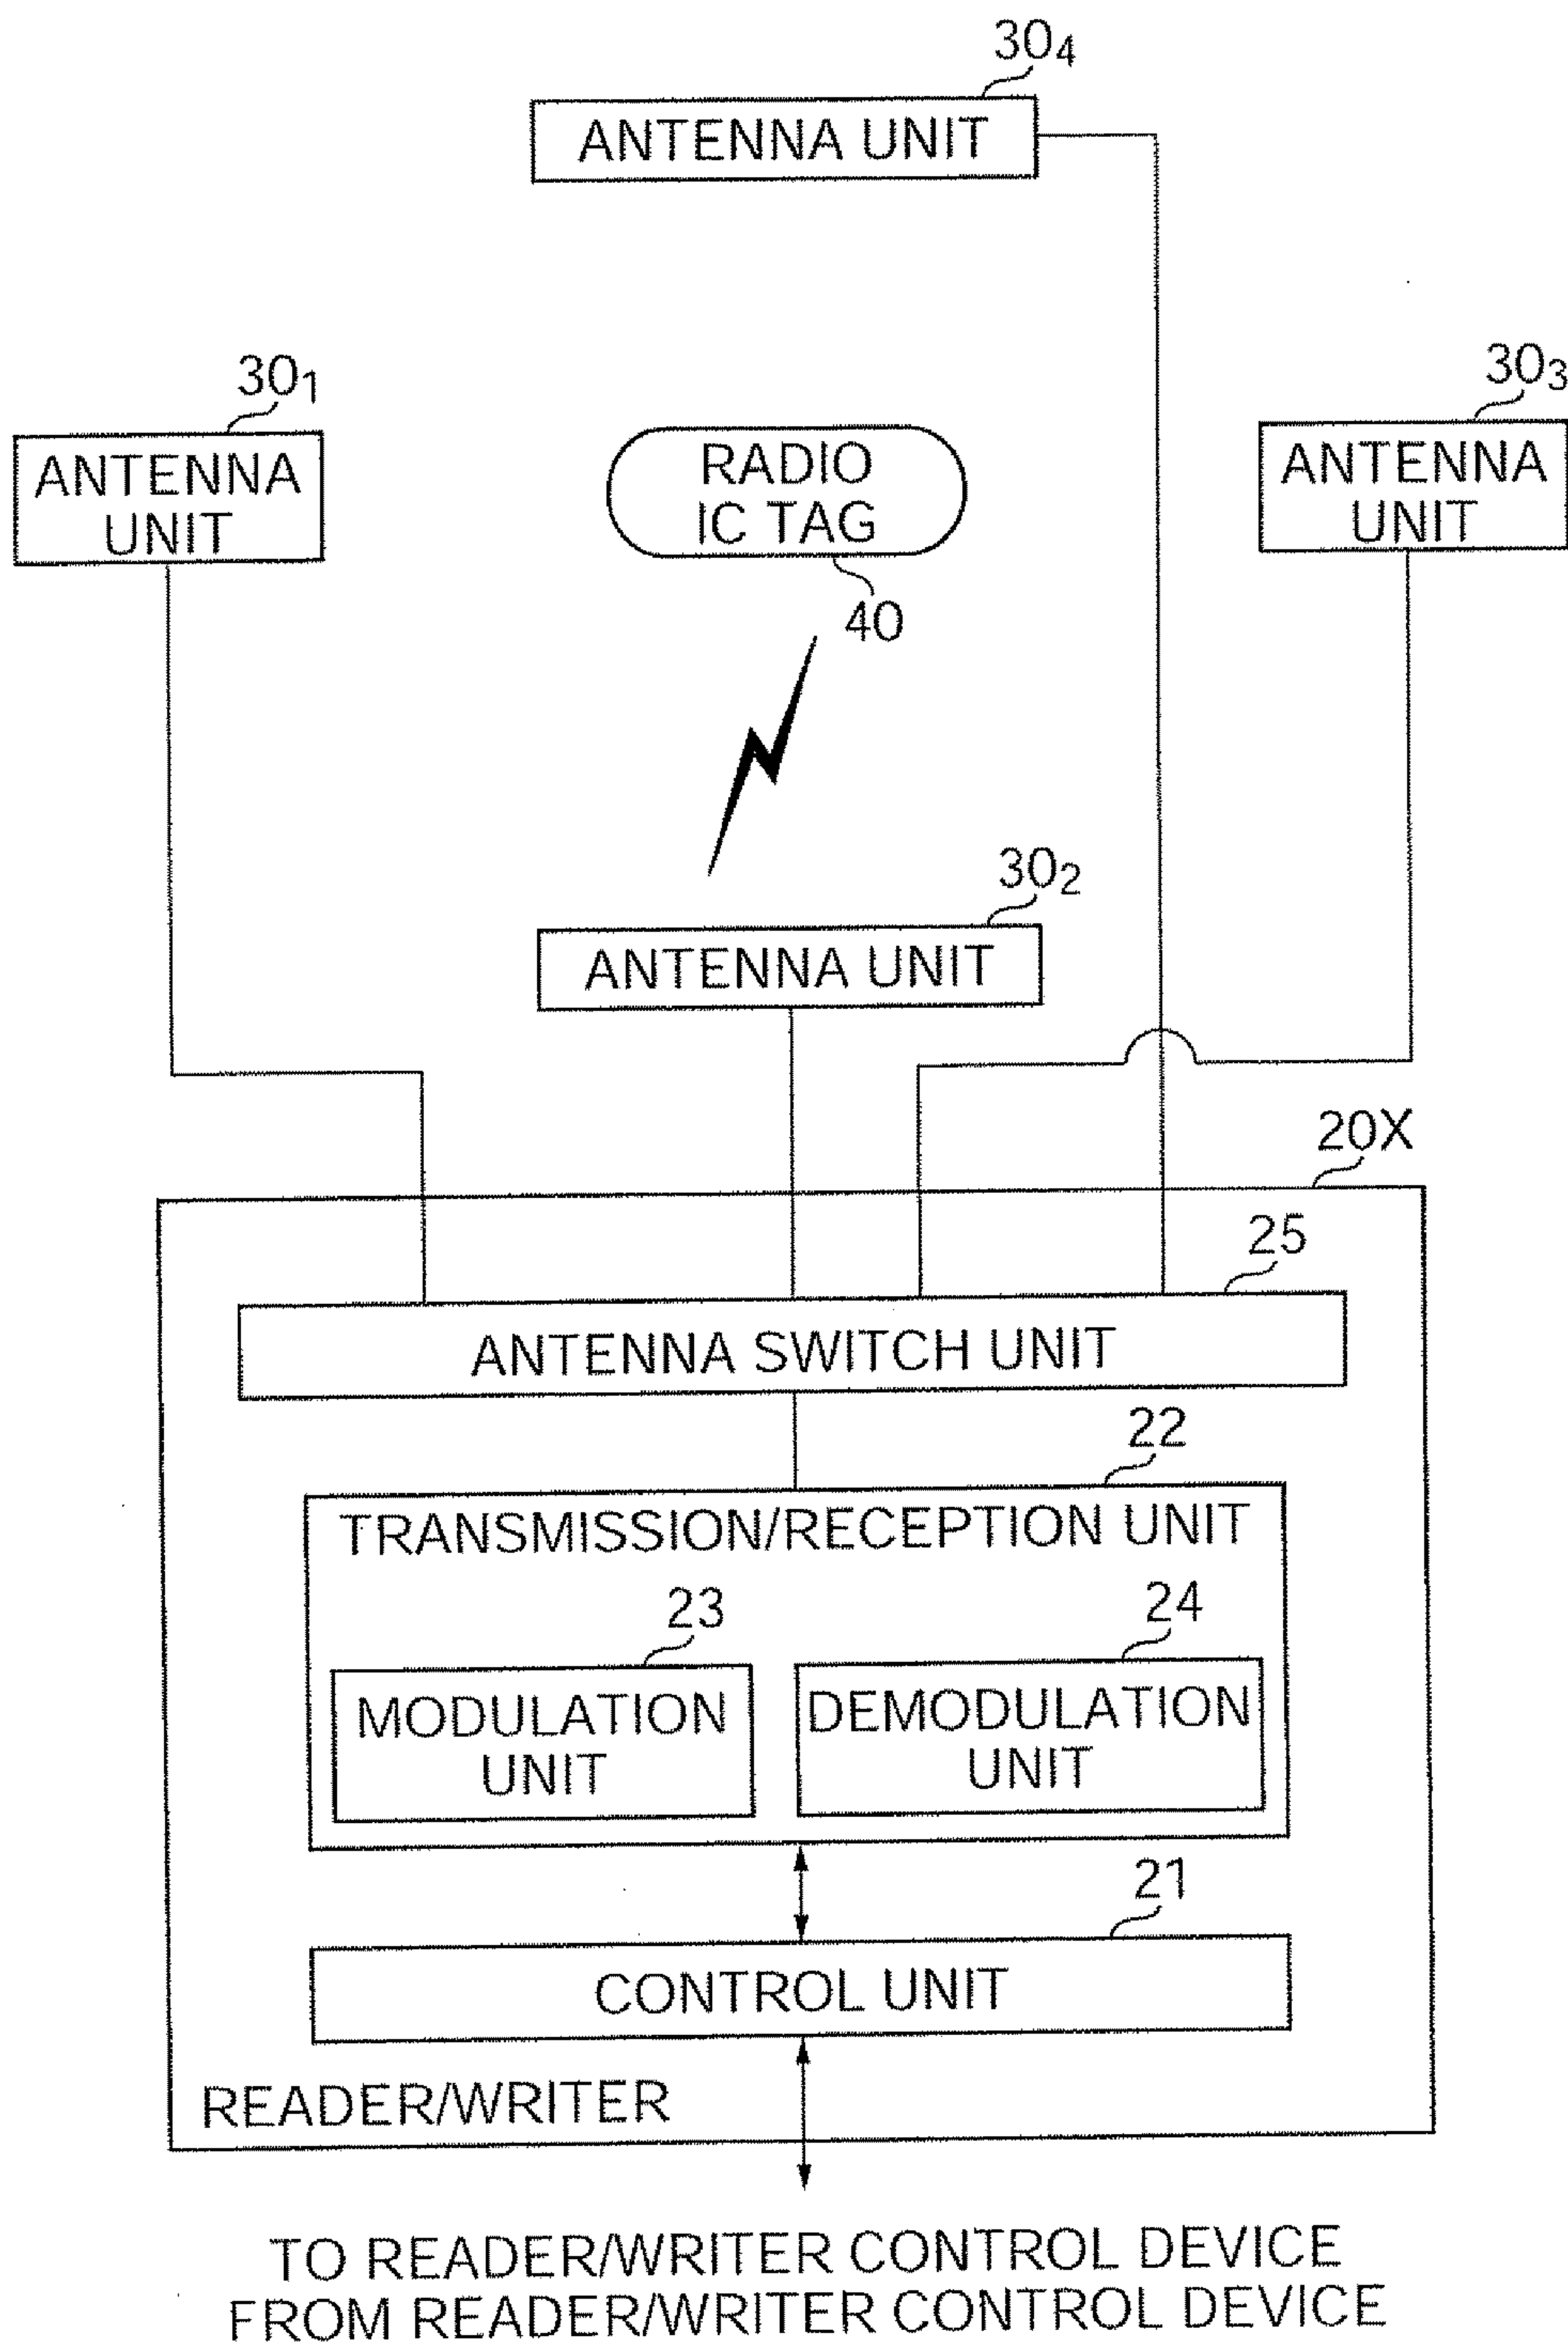 30₄
ANTENNA UNIT
30₁
ANTENNA
UNIT
RADIO
IC TAG
40
30₃
ANTENNA
UNIT
30₂
ANTENNA UNIT
20X
25
ANTENNA SWITCH UNIT
22
TRANSMISSION/RECEPTION UNIT
23
MODULATION
UNIT
24
DEMODULATION
UNIT
21
CONTROL UNIT
READER/WRITER
TO READER/WRITER CONTROL DEVICE
FROM READER/WRITER CONTROL DEVICE